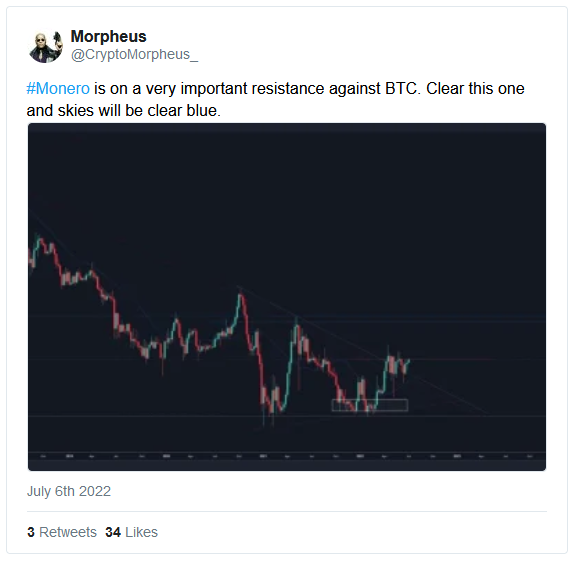 Morpheus
@CryptoMorpheus_
#Monero is on a very important resistance against BTC. Clear this one
and skies will be clear blue.
July 6th 2022
3 Retweets 34 Likes